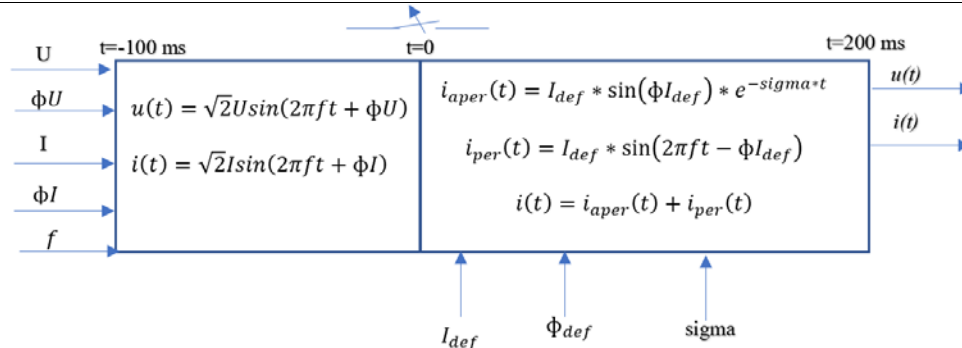 t=-100 ms
t=0
t=200 ms
U
ϕU
I
ϕI
f
u(t) = √2Usin(2πft + ϕU)
i(t) = √2Isin(2πft + ϕI)
i_aper(t) = I_def * sin(ϕI_def) * e^−sigma*t
i_per(t) = I_def * sin(2πft − ϕI_def)
i(t) = i_aper(t) + i_per(t)
u(t)
i(t)
I_def
ϕ_def
sigma